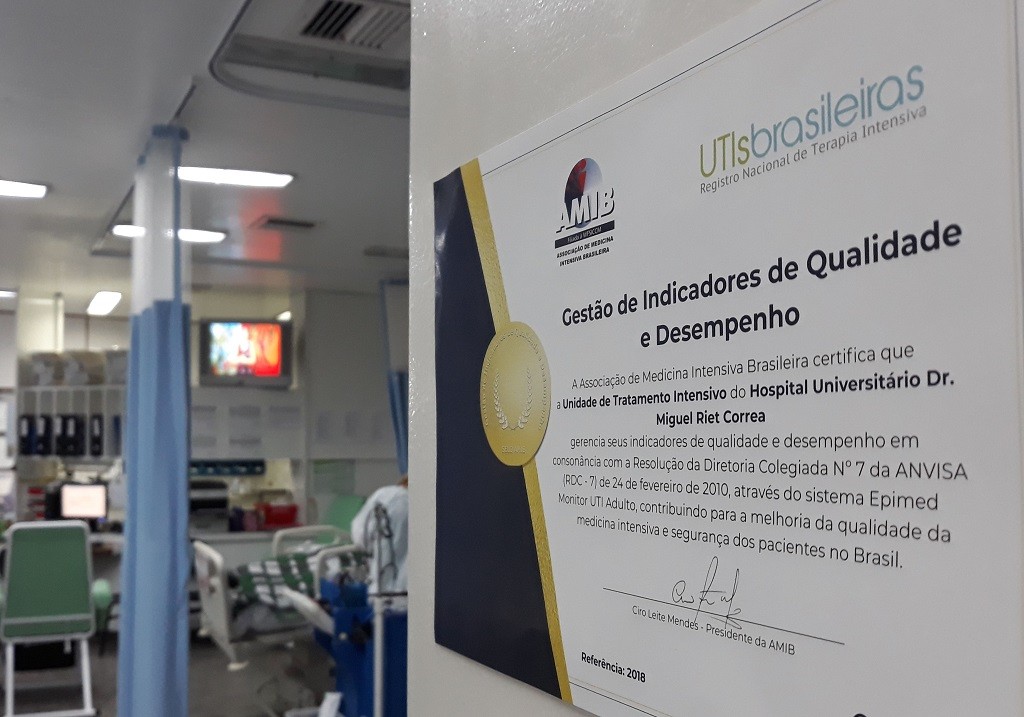 UTIsbrasileiras
Registro Nacional de Terapia Intensiva
AMIB
Filiada à WFSICCM
ASSOCIAÇÃO DE MEDICINA
INTENSIVA BRASILEIRA
Gestão de Indicadores de Qualidade
e Desempenho
A Associação de Medicina Intensiva Brasileira certifica que
a Unidade de Tratamento Intensivo do Hospital Universitário Dr.
Miguel Riet Correa
gerencia seus indicadores de qualidade e desempenho em
consonância com a Resolução da Diretoria Colegiada Nº 7 da ANVISA
(RDC - 7) de 24 de fevereiro de 2010, através do sistema Epimed
Monitor UTI Adulto, contribuindo para a melhoria da qualidade da
medicina intensiva e segurança dos pacientes no Brasil.
Ciro Leite Mendes - Presidente da AMIB
Referência: 2018